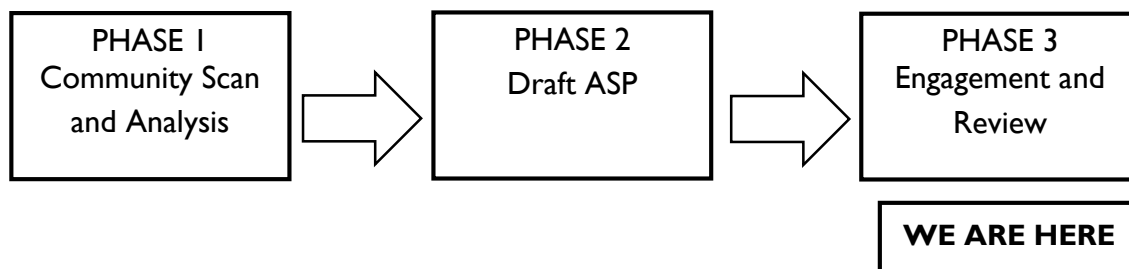 PHASE 1
Community Scan
and Analysis
PHASE 2
Draft ASP
PHASE 3
Engagement and
Review
WE ARE HERE